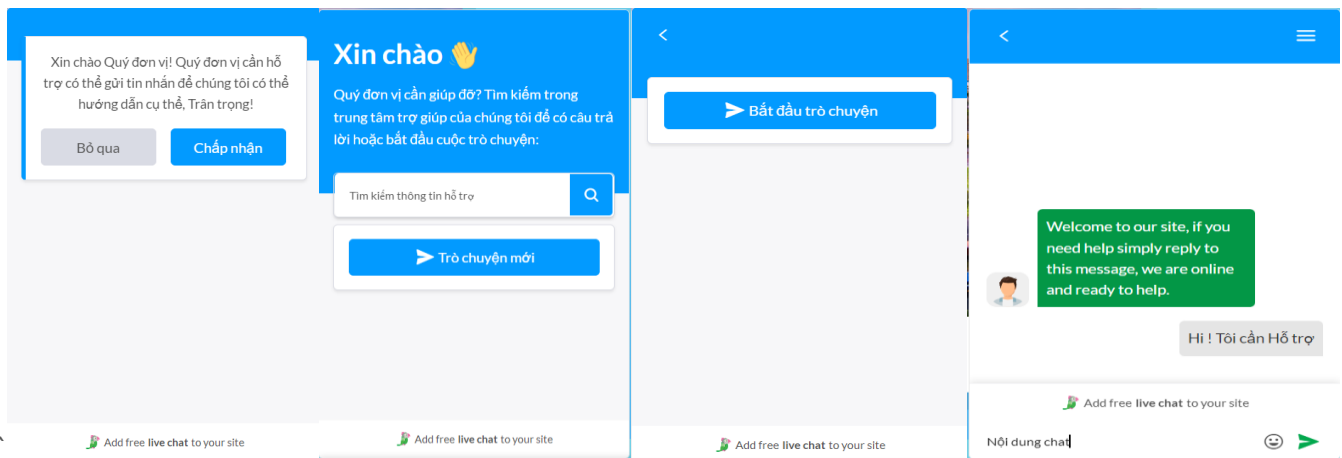 Xin chào Quý đơn vị! Quý đơn vị cần hỗ
trợ có thể gửi tin nhắn để chúng tôi có thể
hướng dẫn cụ thể, Trân trọng!
Bỏ qua
Chấp nhận
Add free live chat to your site
Xin chào 👋
Quý đơn vị cần giúp đỡ? Tìm kiếm trong
trung tâm trợ giúp của chúng tôi để có câu trả
lời hoặc bắt đầu cuộc trò chuyện:
Tìm kiếm thông tin hỗ trợ
Trò chuyện mới
Add free live chat to your site
Bắt đầu trò chuyện
Add free live chat to your site
Welcome to our site, if you
need help simply reply to
this message, we are online
and ready to help.
Hi ! Tôi cần Hỗ trợ
Add free live chat to your site
Nội dung chat